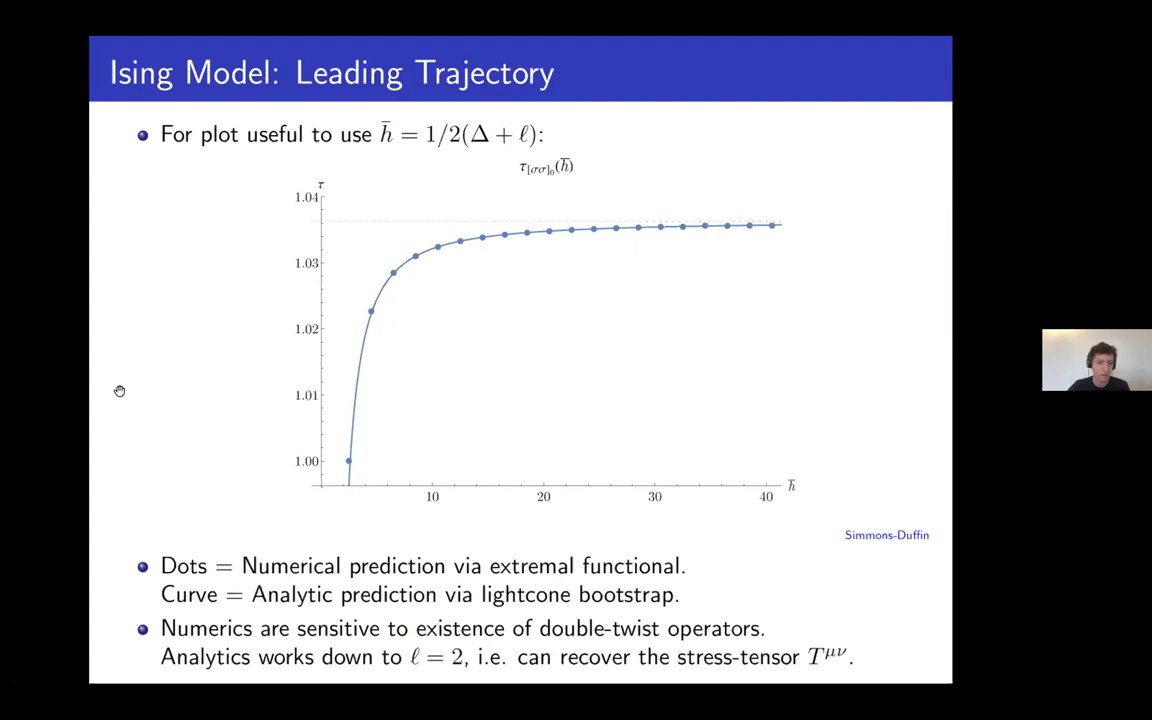 Ising Model: Leading Trajectory
For plot useful to use h̄ = 1/2(Δ + ℓ):
τ[σσ]₀(h̄)
τ
1.04
1.03
1.02
1.01
1.00
10 20 30 40 h̄
Simmons-Duffin
Dots = Numerical prediction via extremal functional.
Curve = Analytic prediction via lightcone bootstrap.
Numerics are sensitive to existence of double-twist operators.
Analytics works down to ℓ = 2, i.e. can recover the stress-tensor Tᵘᵛ.